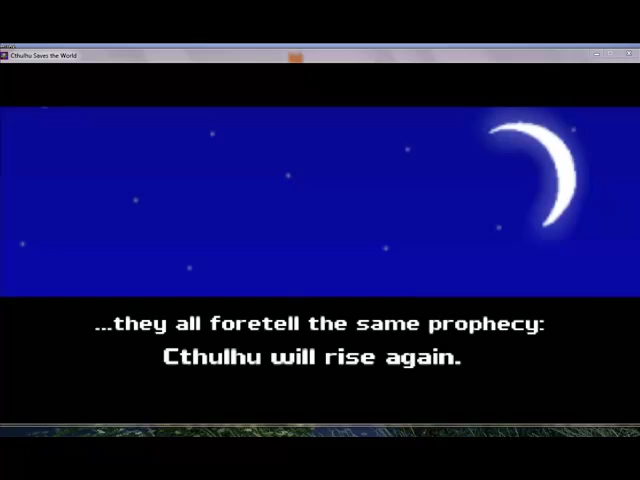 Cthulhu Saves the World
...they all foretell the same prophecy:
Cthulhu will rise again.